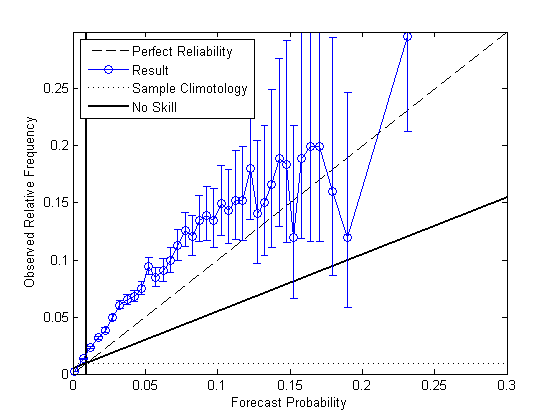 Perfect Reliability
Result
Sample Climotology
No Skill
Observed Relative Frequency
0.25
0.2
0.15
0.1
0.05
0
0 0.05 0.1 0.15 0.2 0.25 0.3
Forecast Probability